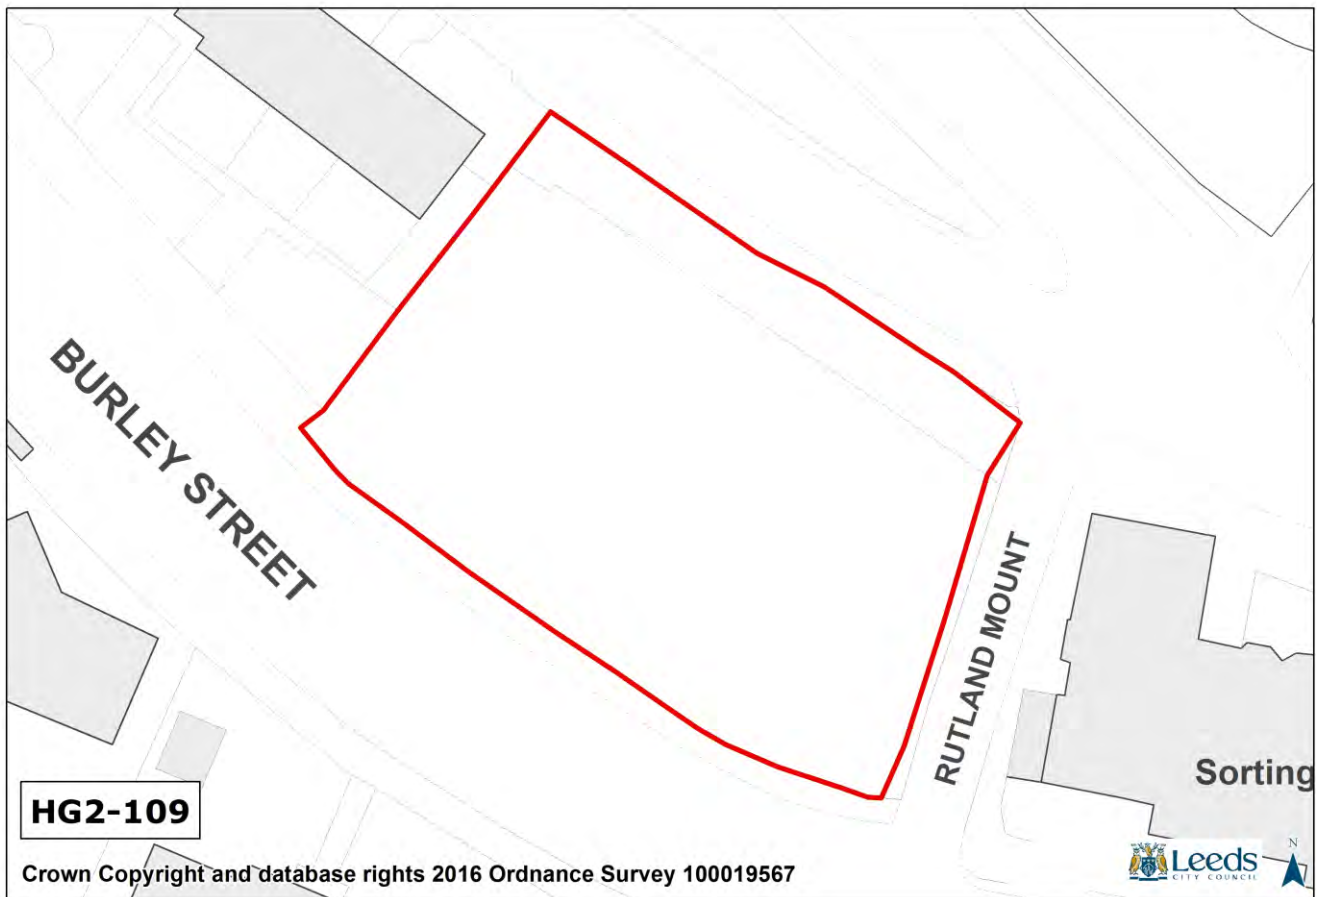 BURLEY STREET
RUTLAND MOUNT
Sorting
HG2-109
Crown Copyright and database rights 2016 Ordnance Survey 100019567
Leeds
CITY COUNCIL
N